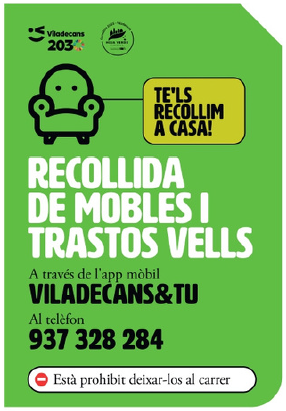 Viladecans
2030
TE'LS
RECOLLIM
A CASA!
RECOLLIDA
DE MOBLES I
TRASTOS VELLS
A través de l'app mòbil
VILADECANS&TU
Al telèfon
937 328 284
Està prohibit deixar-los al carrer